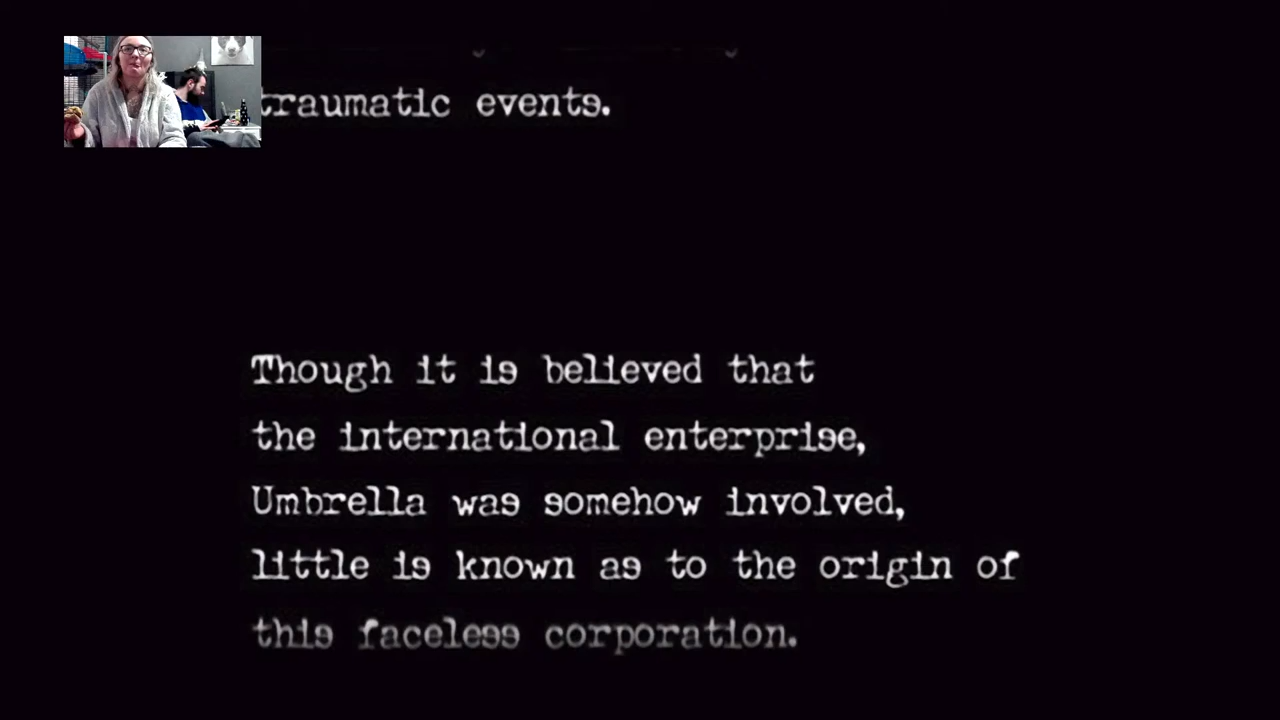 traumatic events.
Though it is believed that
the international enterprise,
Umbrella was somehow involved,
little is known as to the origin of
this faceless corporation.